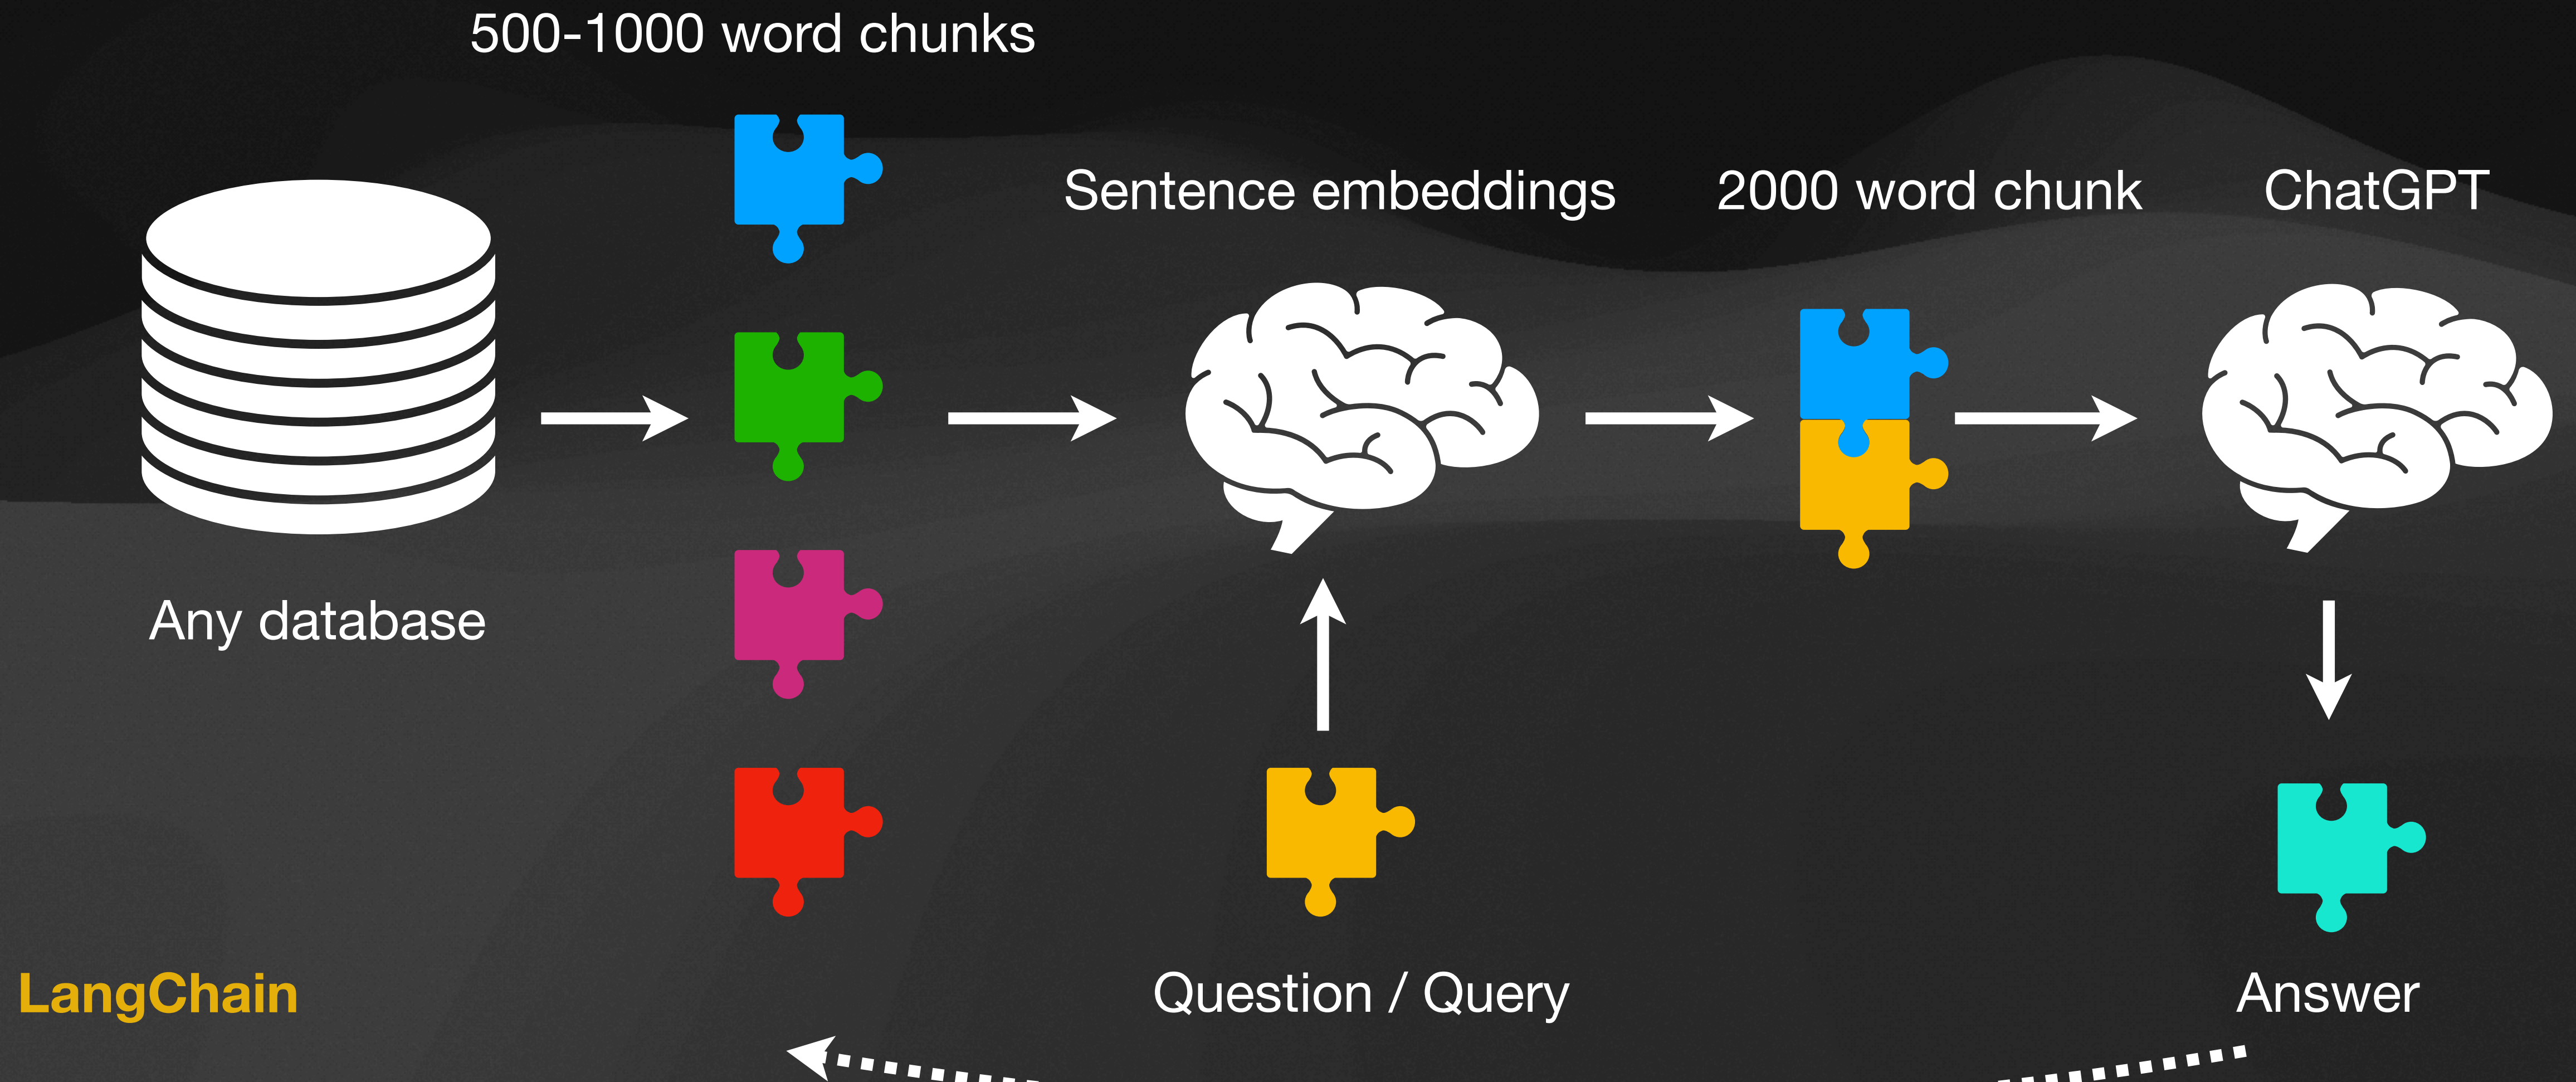 500-1000 word chunks
Sentence embeddings
2000 word chunk
ChatGPT
Any database
LangChain
Question / Query
Answer